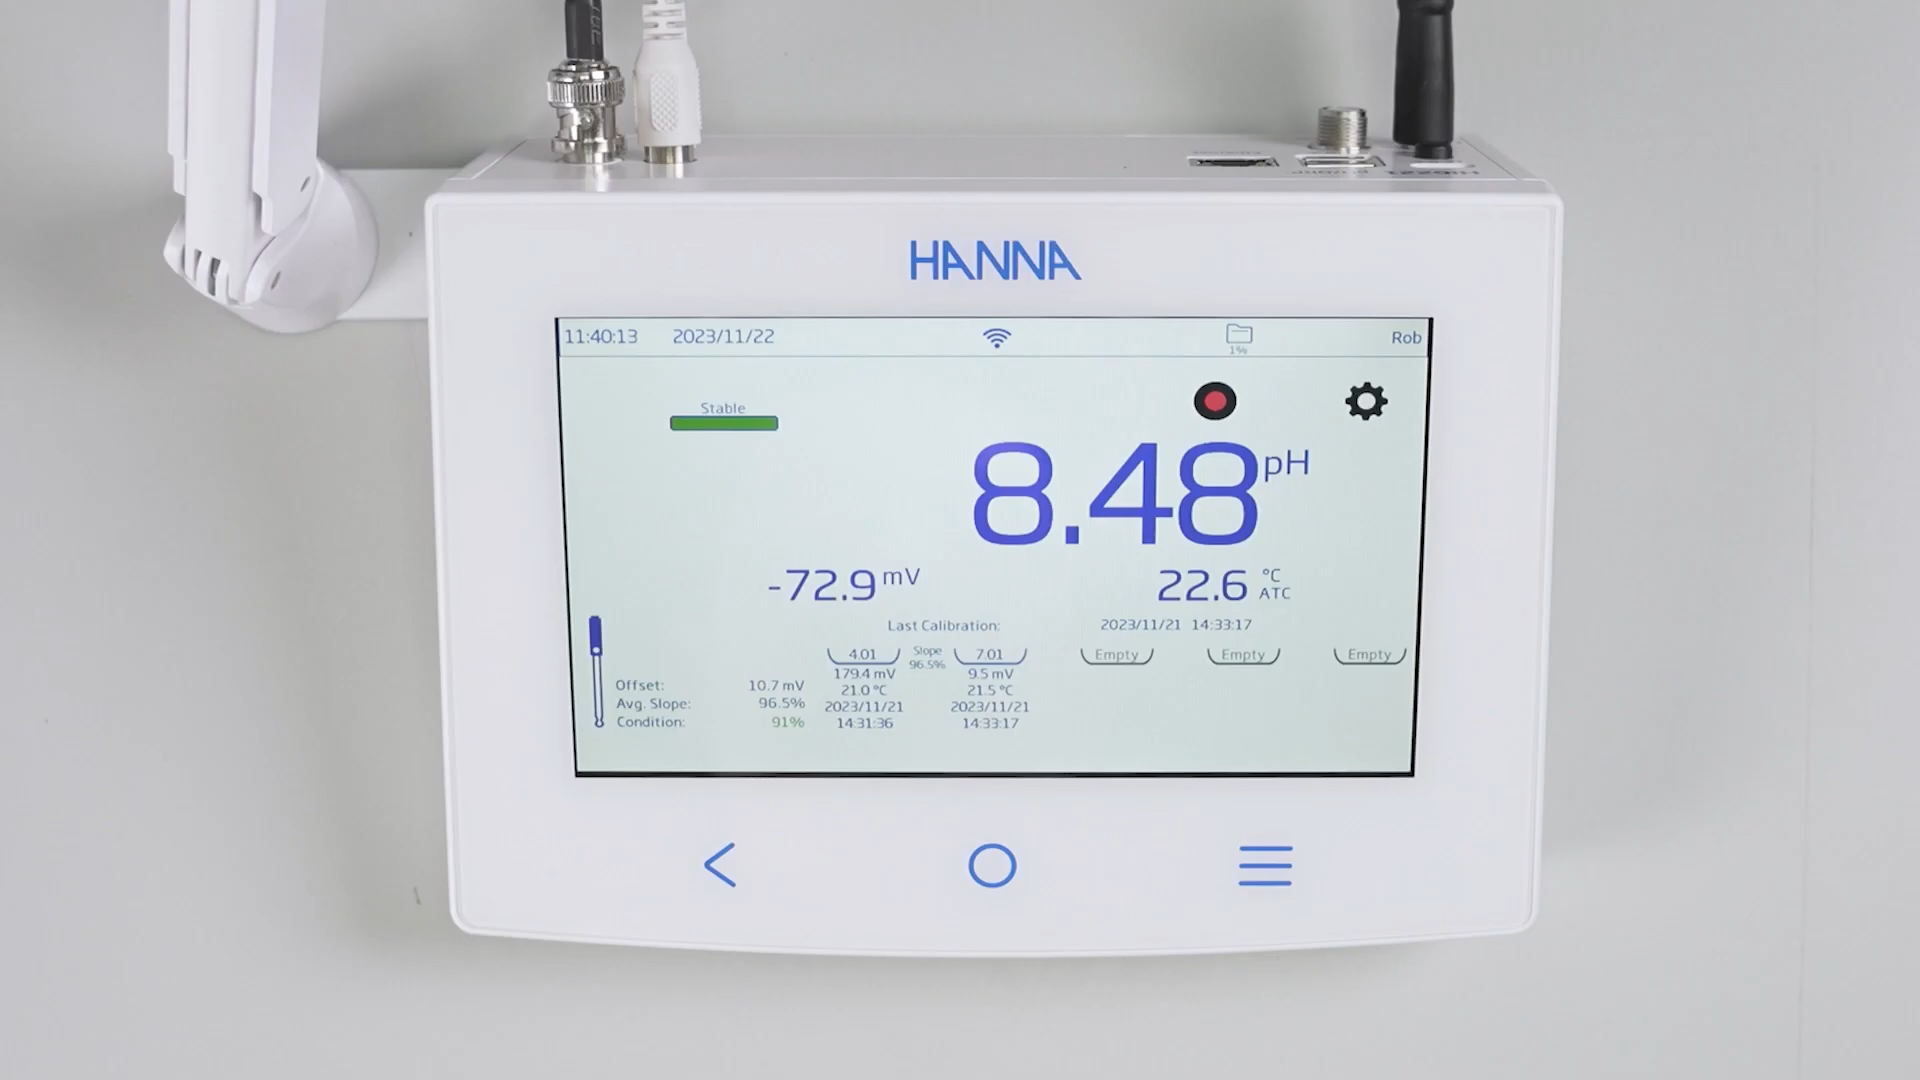 HANNA
11:40:13 2023/11/22 1% Rob
Stable
8.48 pH
-72.9 mV 22.6 °C ATC
Last Calibration: 2023/11/21 14:33:17
4.01 Slope 7.01 Empty Empty Empty
96.5%
179.4 mV 9.5 mV
21.0 °C 21.5 °C
Offset: 10.7 mV
Avg. Slope: 96.5% 2023/11/21 2023/11/21
Condition: 91% 14:31:36 14:33:17